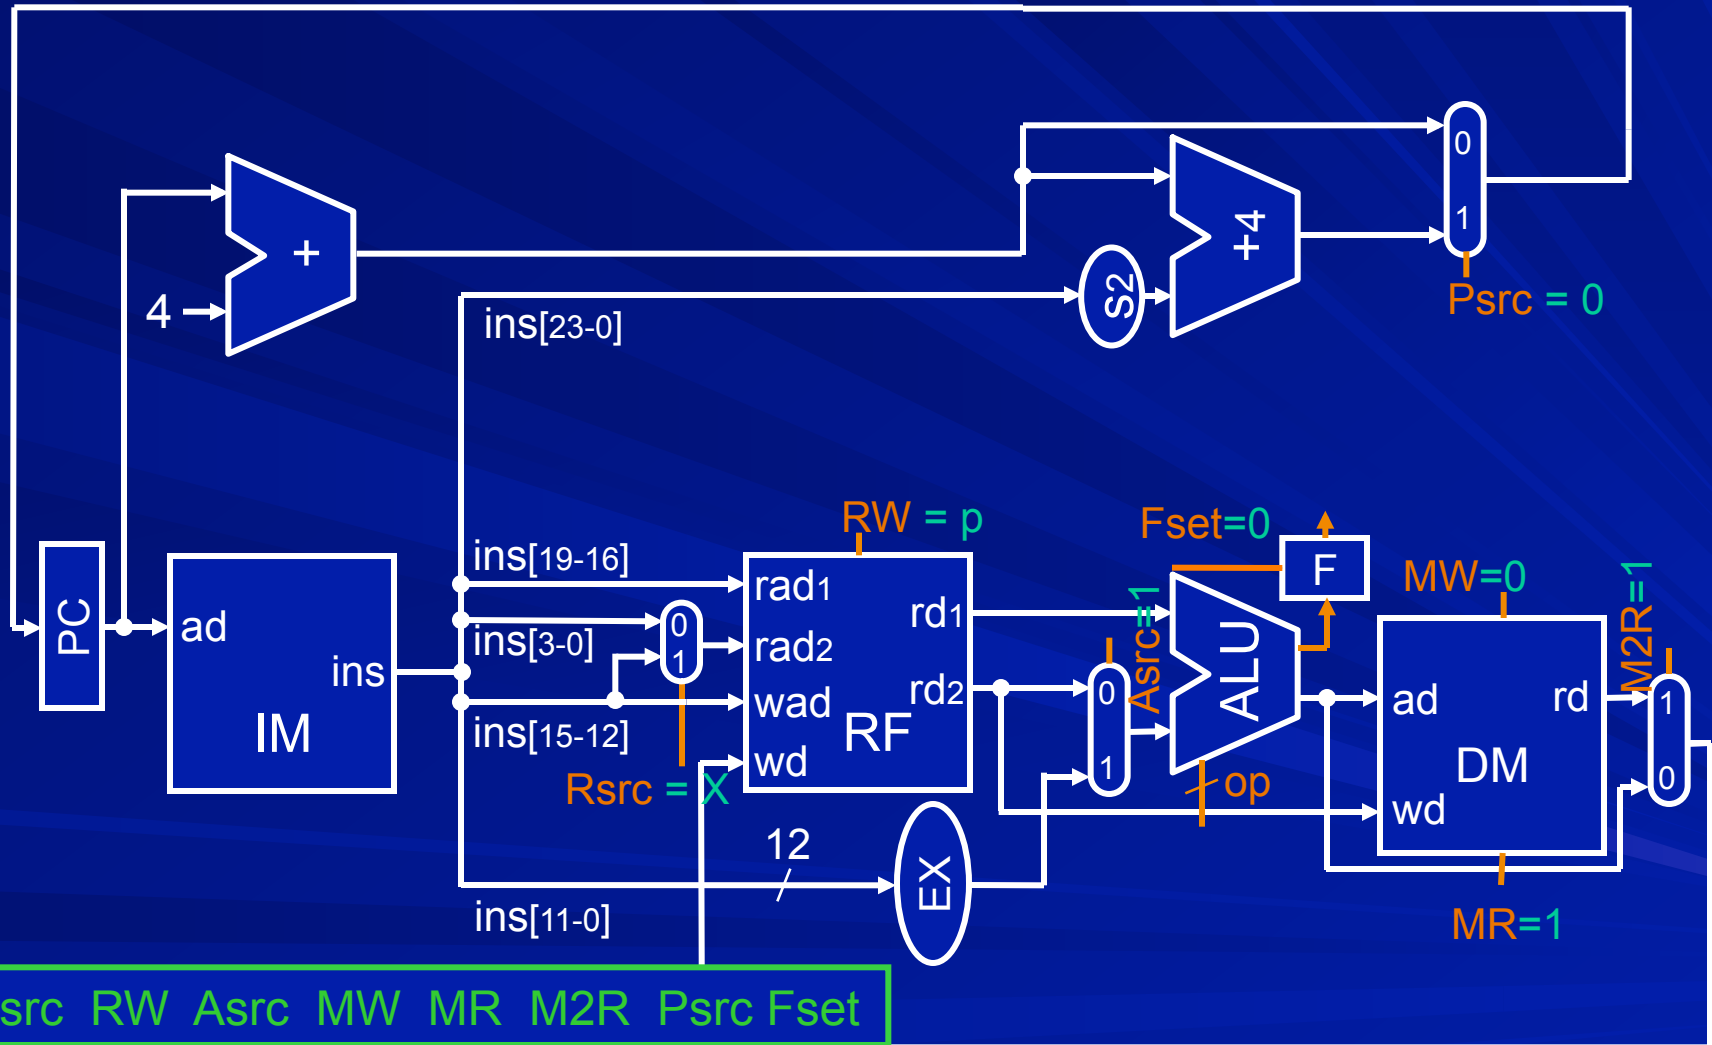 0
1
+
+4
Psrc = 0
4
s2
ins[23-0]
RW = p
Fset=0
F
MW=0
M2R=1
ins[19-16]
rad1
rd1
Asrc=1
ALU
PC
ad
ins[3-0]
0
1
rad2
ins
rd2
0
1
ad
rd
1
0
wad
RF
IM
ins[15-12]
wd
DM
Rsrc = X
op
wd
12
EX
ins[11-0]
MR=1
src RW Asrc MW MR M2R Psrc Fset